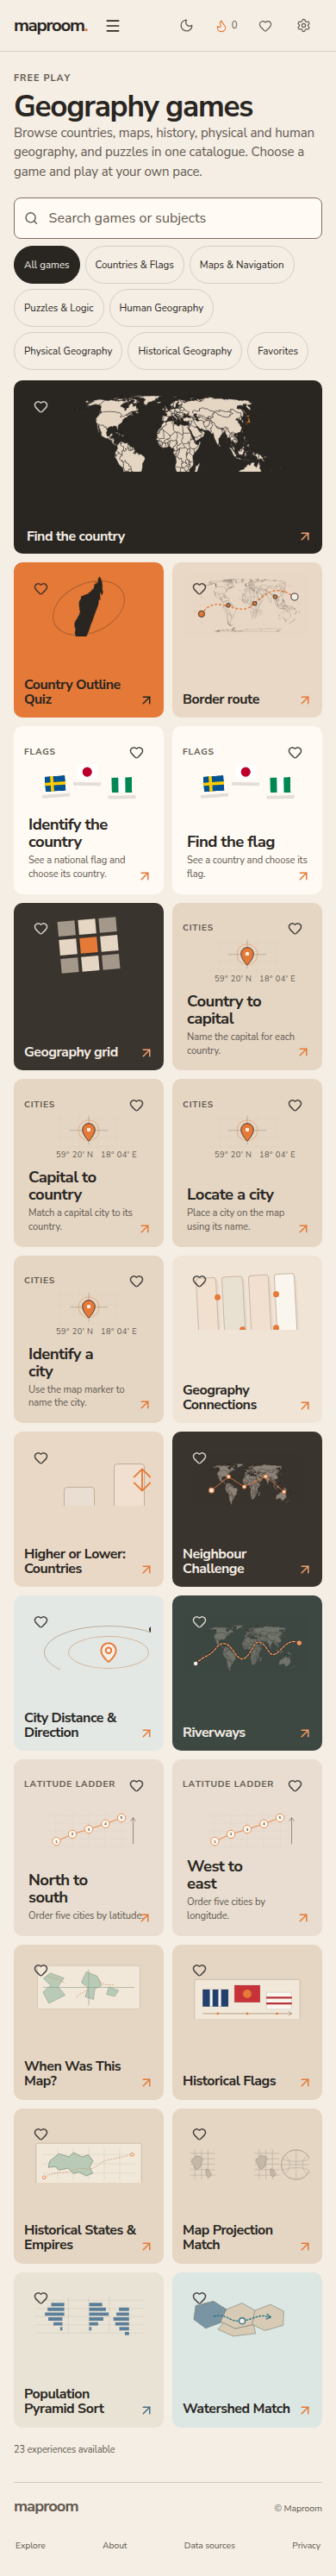 maproom.
0
FREE PLAY
Geography games
Browse countries, maps, history, physical and human
geography, and puzzles in one catalogue. Choose a
game and play at your own pace.
Search games or subjects
All games
Countries & Flags
Maps & Navigation
Puzzles & Logic
Human Geography
Physical Geography
Historical Geography
Favorites
Find the country
Country Outline
Quiz
Border route
FLAGS
Identify the
country
See a national flag and
choose its country.
FLAGS
Find the flag
See a country and choose its
flag.
Geography grid
CITIES
59° 20' N 18° 04' E
Country to
capital
Name the capital for each
country.
CITIES
59° 20' N 18° 04' E
Capital to
country
Match a capital city to its
country.
CITIES
59° 20' N 18° 04' E
Locate a city
Place a city on the map
using its name.
CITIES
59° 20' N 18° 04' E
Identify a
city
Use the map marker to
name the city.
Geography
Connections
Higher or Lower:
Countries
Neighbour
Challenge
City Distance &
Direction
Riverways
LATITUDE LADDER
North to
south
Order five cities by latitude.
LATITUDE LADDER
West to
east
Order five cities by
longitude.
When Was This
Map?
Historical Flags
Historical States &
Empires
Map Projection
Match
Population
Pyramid Sort
Watershed Match
23 experiences available
maproom
© Maproom
Explore
About
Data sources
Privacy